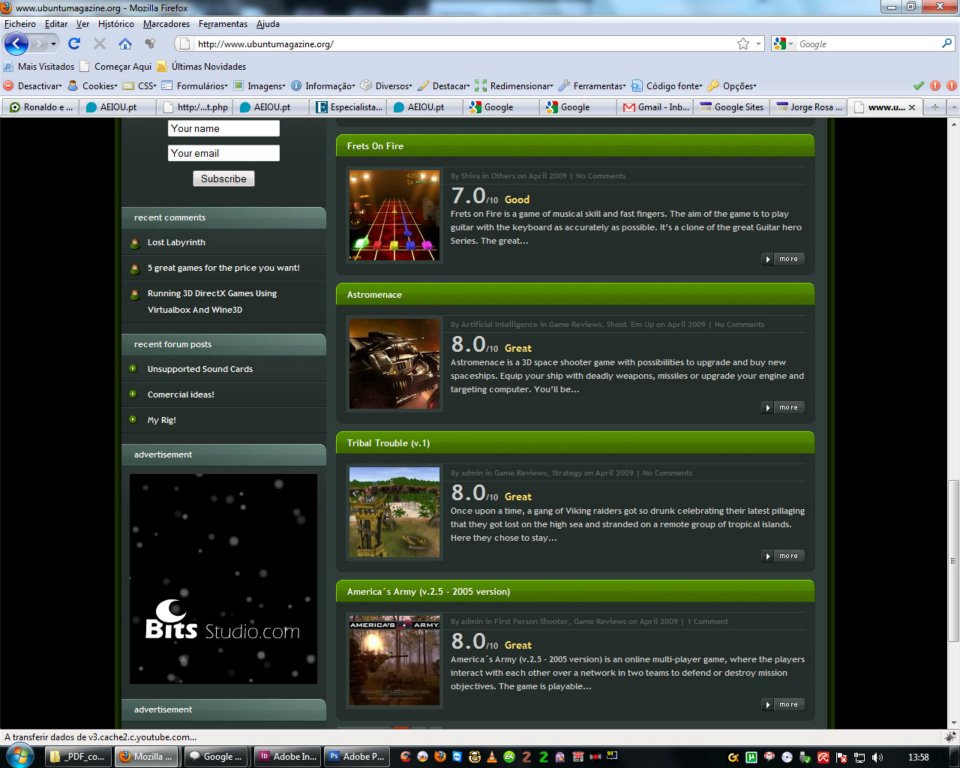 www.ubuntumagazine.org - Mozilla Firefox
Ficheiro Editar Ver Histórico Marcadores Ferramentas Ajuda
http://www.ubuntumagazine.org/
Google
Mais Visitados Começar Aqui Últimas Novidades
Desactivar Cookies CSS Formulários Imagens Informação Diversos Destacar Redimensionar Ferramentas Código fonte Opções
Ronaldo e ... AEIOU.pt http:/...t.php AEIOU.pt Especialista... AEIOU.pt Google Google Gmail - Inb... Google Sites Jorge Rosa ... www.u...
Your name
Your email
Subscribe
recent comments
Lost Labyrinth
5 great games for the price you want!
Running 3D DirectX Games Using
Virtualbox And Wine3D
recent forum posts
Unsupported Sound Cards
Comercial ideas!
My Rig!
advertisement
Bits Studio.com
advertisement
Frets On Fire
By Shiva in Others on April 2009 | No Comments
7.0/10 Good
Frets on Fire is a game of musical skill and fast fingers. The aim of the game is to play
guitar with the keyboard as accurately as possible. It's a clone of the great Guitar hero
Series. The great...
more
Astromenace
By Artificial Intelligence in Game Reviews, Shoot 'Em Up on April 2009 | No Comments
8.0/10 Great
Astromenace is a 3D space shooter game with possibilities to upgrade and buy new
spaceships. Equip your ship with deadly weapons, missiles or upgrade your engine and
targeting computer. You'll be...
more
Tribal Trouble (v.1)
By admin in Game Reviews, Strategy on April 2009 | No Comments
8.0/10 Great
Once upon a time, a gang of Viking raiders got so drunk celebrating their latest pillaging
that they got lost on the high sea and stranded on a remote group of tropical islands.
Here they chose to stay...
more
America´s Army (v.2.5 - 2005 version)
By admin in First Person Shooter, Game Reviews on April 2009 | 1 Comment
AMERICA'S ARMY
8.0/10 Great
America´s Army (v.2.5 - 2005 version) is an online multi-player game, where the players
interact with each other over a network in two teams to defend or destroy mission
objectives. The game is playable...
more
A transferir dados de v3.cache2.c.youtube.com...
_PDF_co... Mozilla ... Google ... Adobe In... Adobe P... 13:58